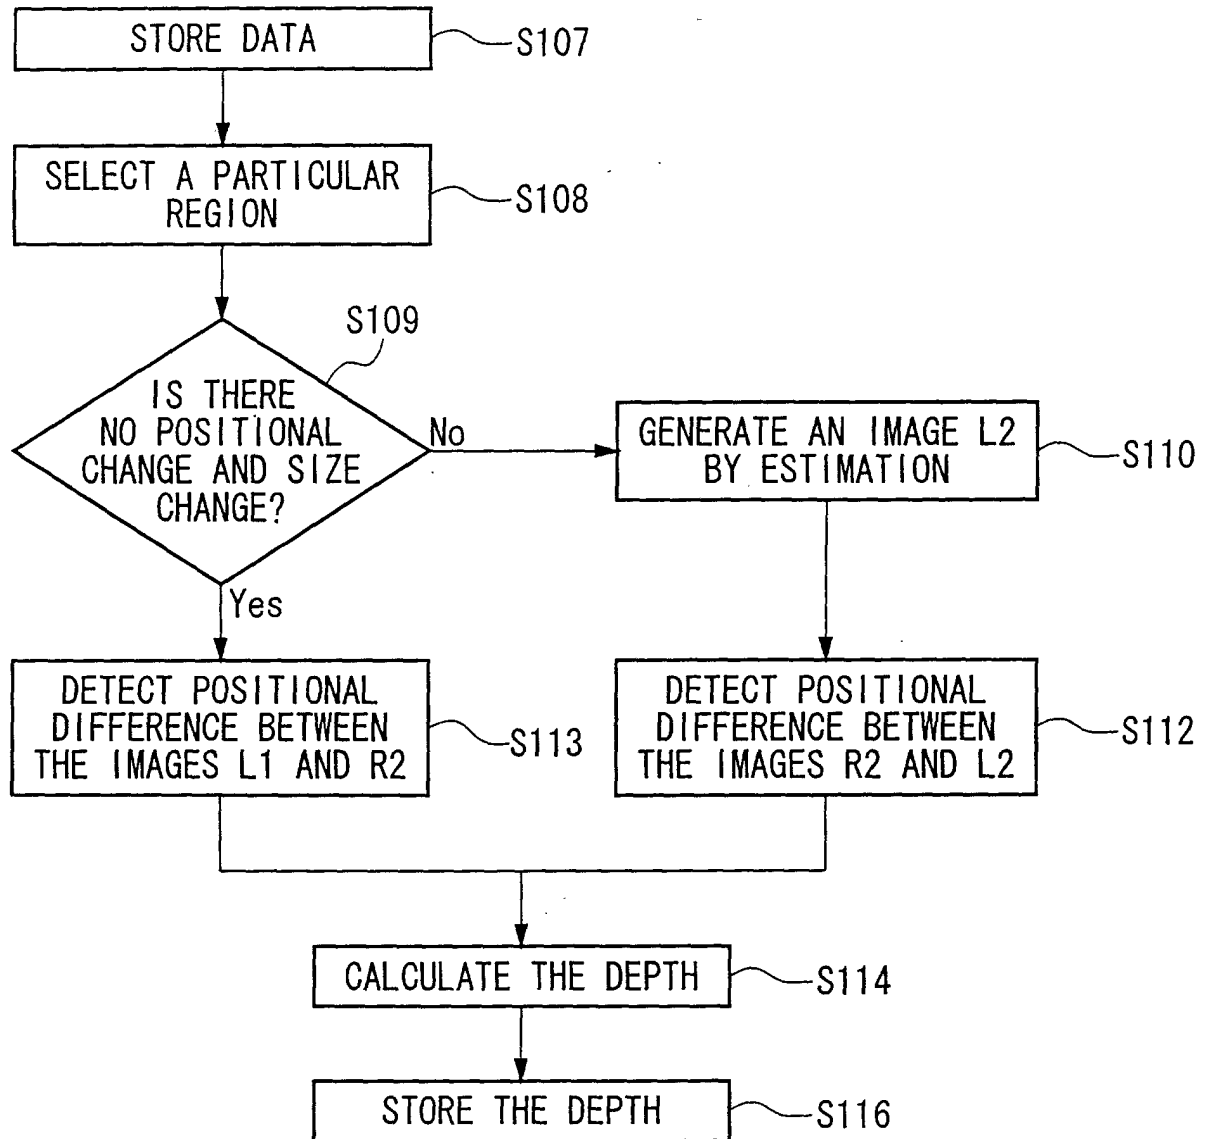 STORE DATA
S107
SELECT A PARTICULAR
REGION
S108
S109
IS THERE
NO POSITIONAL
CHANGE AND SIZE
CHANGE?
No
GENERATE AN IMAGE L2
BY ESTIMATION
S110
Yes
DETECT POSITIONAL
DIFFERENCE BETWEEN
THE IMAGES L1 AND R2
S113
DETECT POSITIONAL
DIFFERENCE BETWEEN
THE IMAGES R2 AND L2
S112
CALCULATE THE DEPTH
S114
STORE THE DEPTH
S116